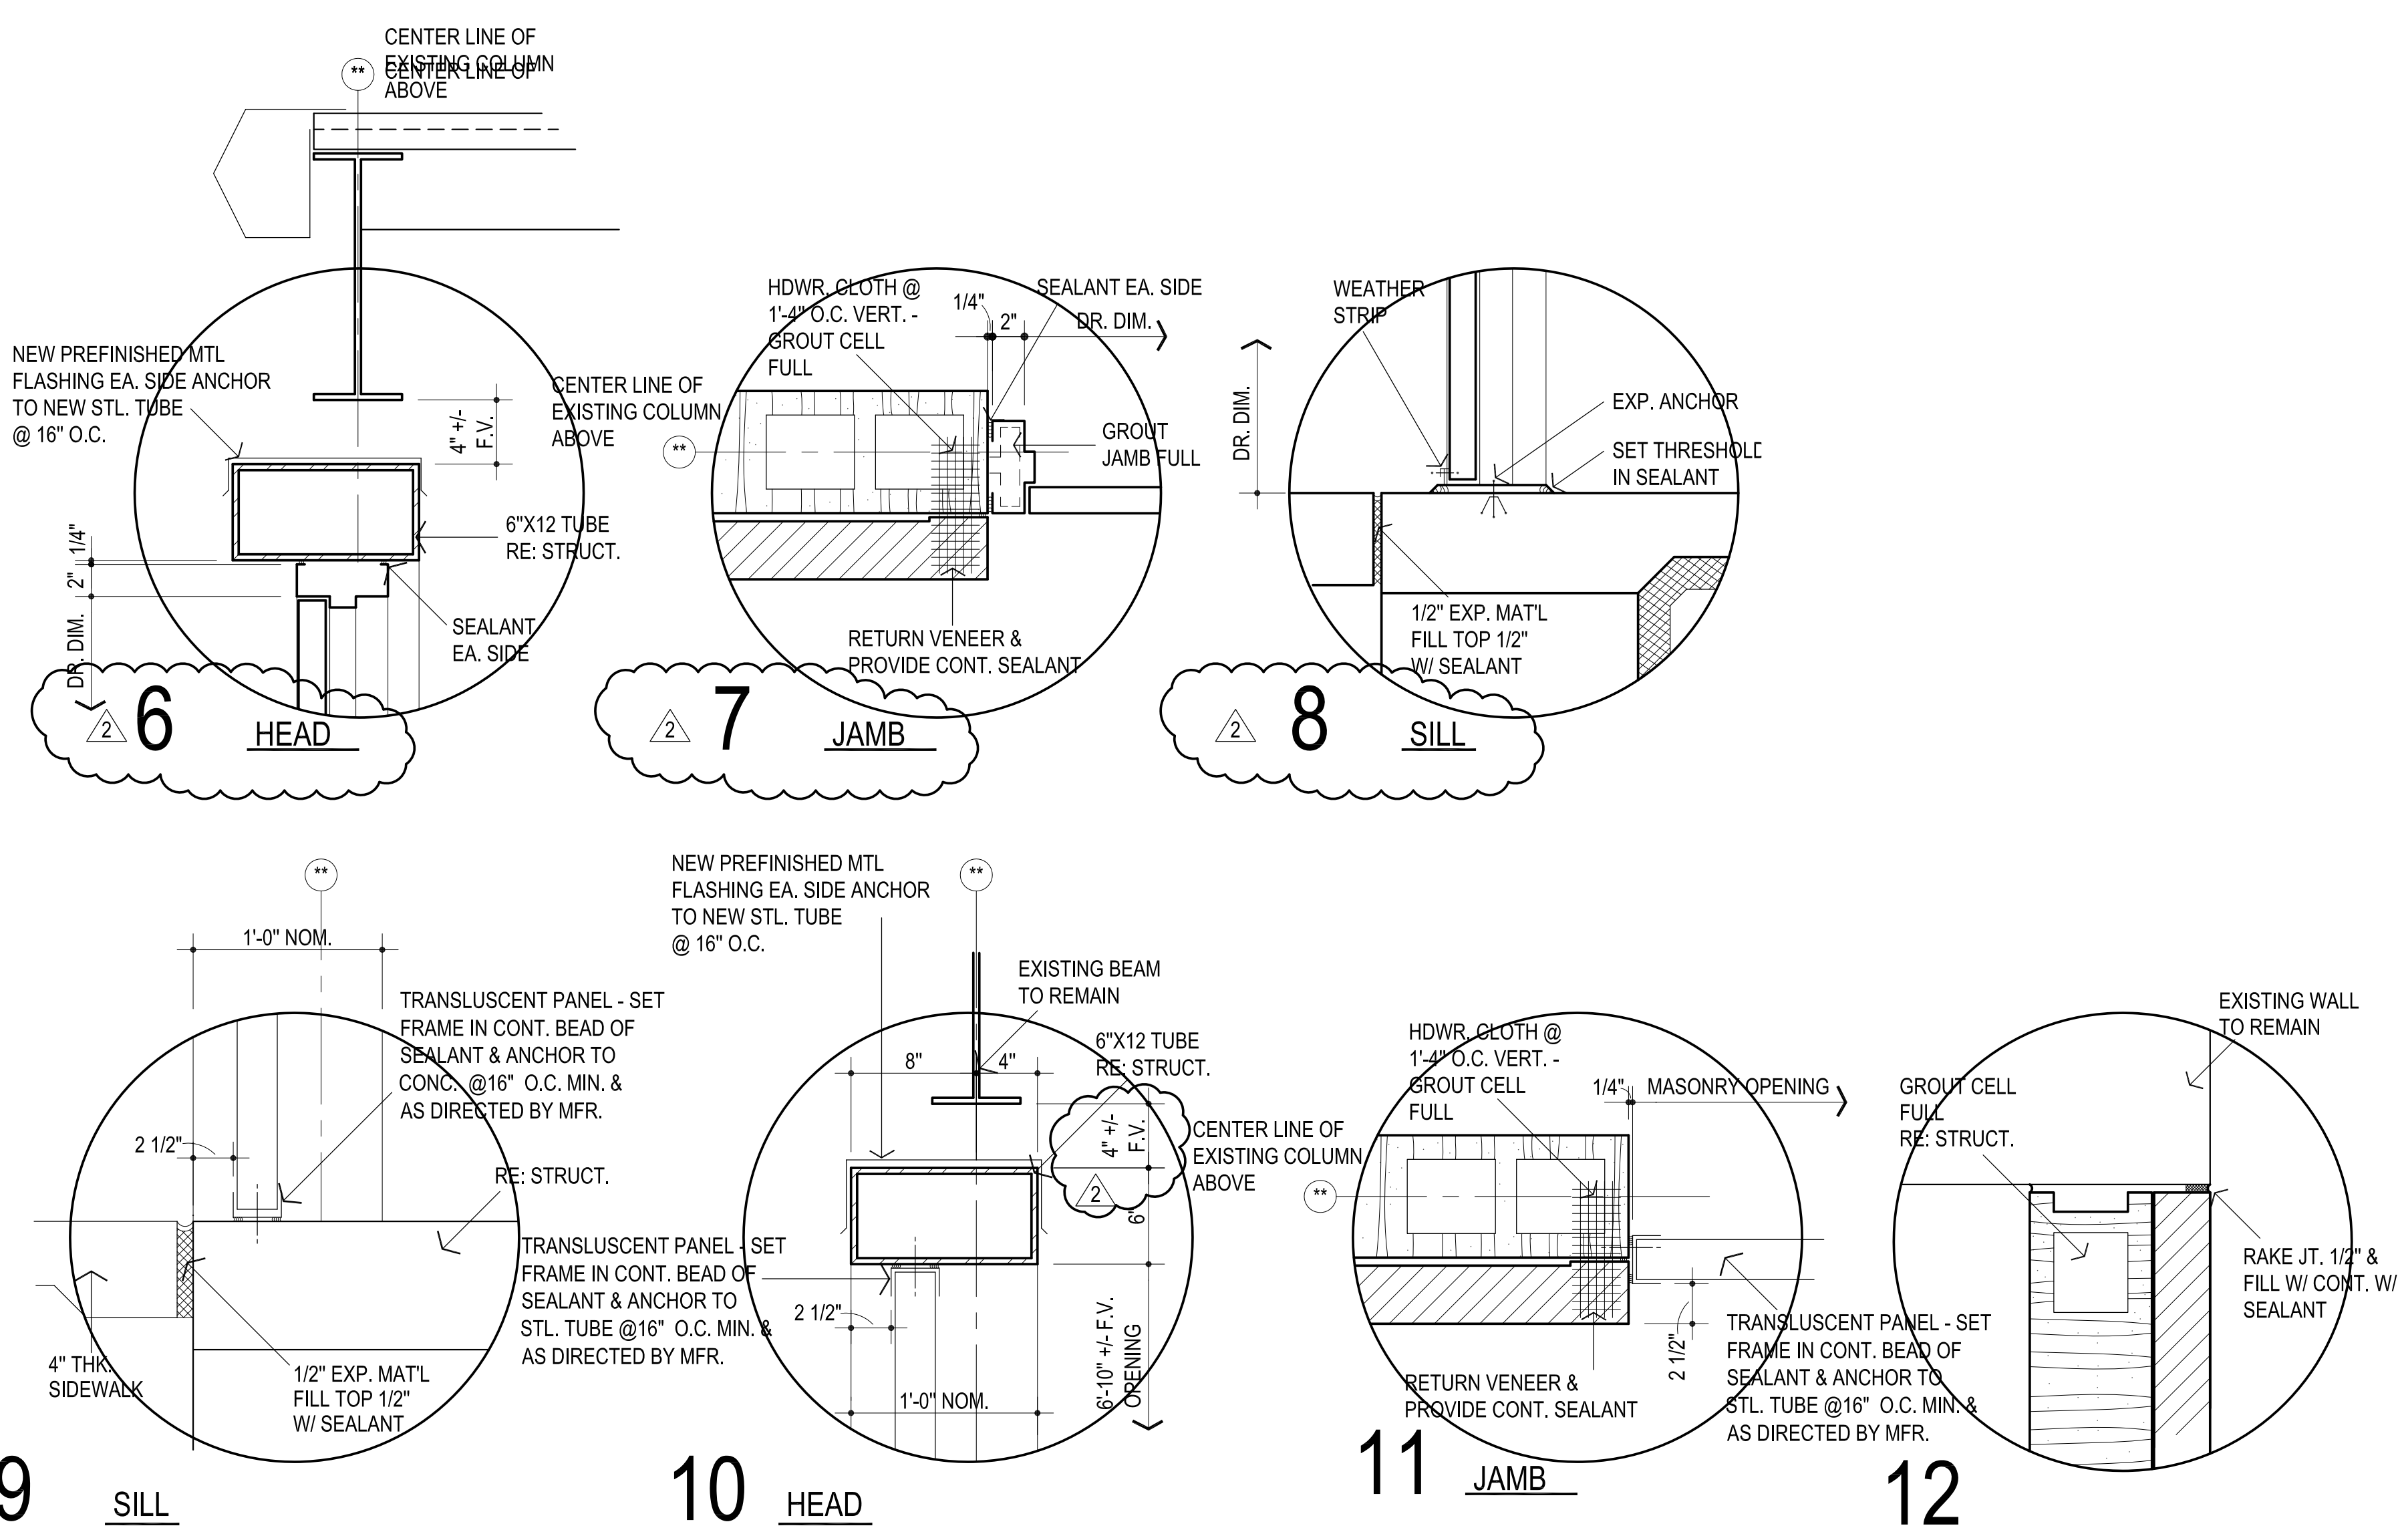 CENTER LINE OF
EXISTING COLUMN
CENTER LINE OF
ABOVE
**
NEW PREFINISHED MTL
FLASHING EA. SIDE ANCHOR
TO NEW STL. TUBE
@ 16" O.C.
4" +/-
F.V.
6"X12 TUBE
RE: STRUCT.
1/4"
2"
DR. DIM.
SEALANT
EA. SIDE
2
6
HEAD
HDWR. CLOTH @
1'-4" O.C. VERT. -
GROUT CELL
FULL
1/4"
2"
SEALANT EA. SIDE
DR. DIM.
CENTER LINE OF
EXISTING COLUMN
ABOVE
**
GROUT
JAMB FULL
RETURN VENEER &
PROVIDE CONT. SEALANT
2
7
JAMB
WEATHER
STRIP
DR. DIM.
EXP. ANCHOR
SET THRESHOLD
IN SEALANT
1/2" EXP. MAT'L
FILL TOP 1/2"
W/ SEALANT
2
8
SILL
**
1'-0" NOM.
TRANSLUSCENT PANEL - SET
FRAME IN CONT. BEAD OF
SEALANT & ANCHOR TO
CONC. @16" O.C. MIN. &
AS DIRECTED BY MFR.
2 1/2"
RE: STRUCT.
4" THK.
SIDEWALK
1/2" EXP. MAT'L
FILL TOP 1/2"
W/ SEALANT
9
SILL
NEW PREFINISHED MTL
FLASHING EA. SIDE ANCHOR
TO NEW STL. TUBE
@ 16" O.C.
**
EXISTING BEAM
TO REMAIN
6"X12 TUBE
RE: STRUCT.
8"
4"
4" +/-
F.V.
2
6"
TRANSLUSCENT PANEL - SET
FRAME IN CONT. BEAD OF
SEALANT & ANCHOR TO
STL. TUBE @16" O.C. MIN. &
AS DIRECTED BY MFR.
2 1/2"
6'-10" +/- F.V.
OPENING
1'-0" NOM.
10
HEAD
HDWR. CLOTH @
1'-4" O.C. VERT. -
GROUT CELL
FULL
1/4"
MASONRY OPENING
CENTER LINE OF
EXISTING COLUMN
ABOVE
**
2 1/2"
TRANSLUSCENT PANEL - SET
FRAME IN CONT. BEAD OF
SEALANT & ANCHOR TO
STL. TUBE @16" O.C. MIN. &
AS DIRECTED BY MFR.
RETURN VENEER &
PROVIDE CONT. SEALANT
11
JAMB
EXISTING WALL
TO REMAIN
GROUT CELL
FULL
RE: STRUCT.
RAKE JT. 1/2" &
FILL W/ CONT. W/
SEALANT
12